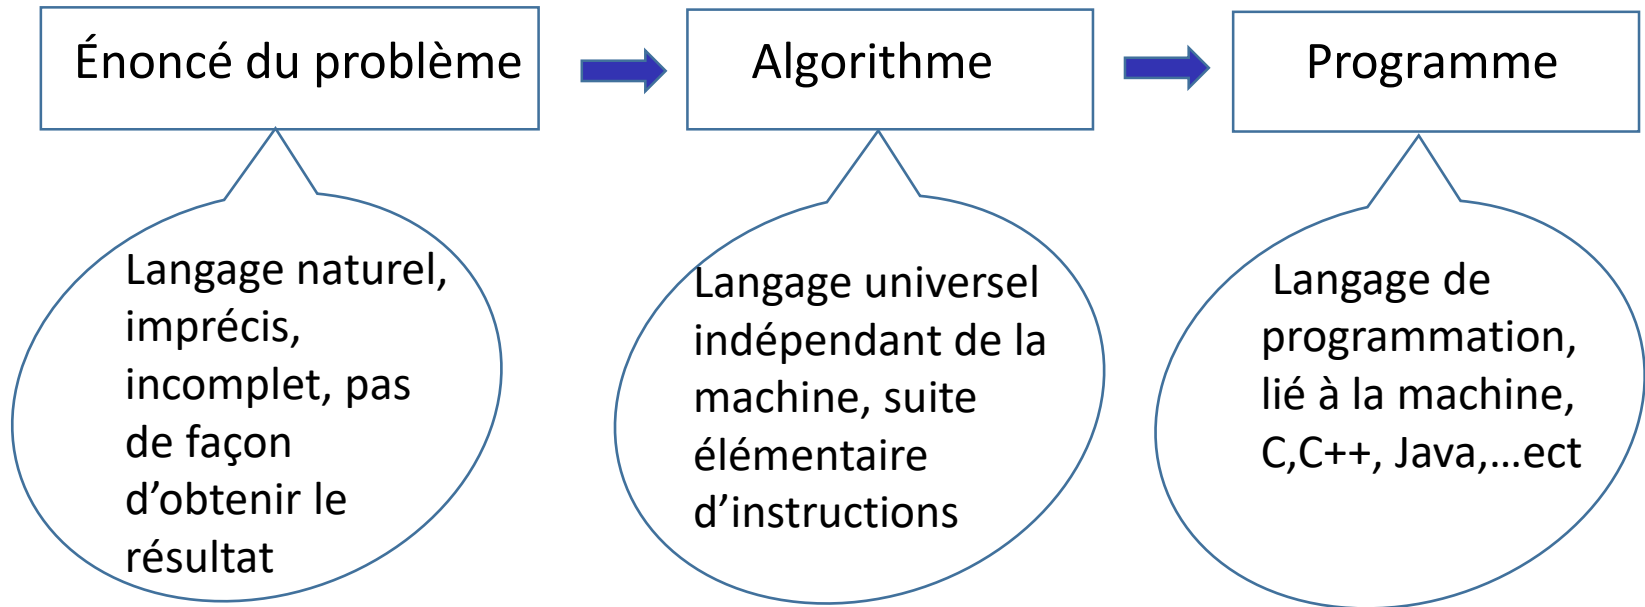 Énoncé du problème
Algorithme
Programme
Langage naturel,
imprécis,
incomplet, pas
de façon
d’obtenir le
résultat
Langage universel
indépendant de la
machine, suite
élémentaire
d’instructions
Langage de
programmation,
lié à la machine,
C,C++, Java,…ect